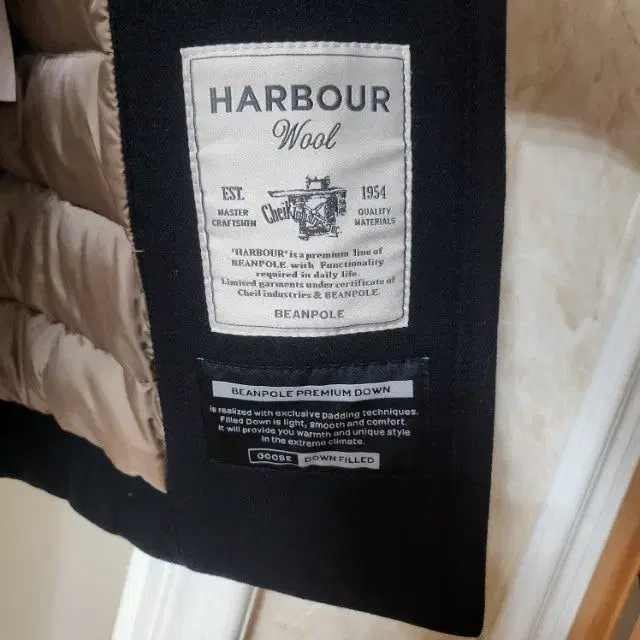 HARBOUR
Wool
EST. 1954
MASTER QUALITY
CRAFTSMEN MATERIALS
Cheil
"HARBOUR" is a premium line of
BEANPOLE with Functionality
required in daily life.
Limited garments under certificate of
Cheil industries & BEANPOLE.
BEANPOLE
BEANPOLE PREMIUM DOWN
is realized with exclusive padding techniques.
Filled Down is light, smooth and comfort.
it will provide you warmth and unique style
in the extreme climate.
GOOSE DOWN FILLED